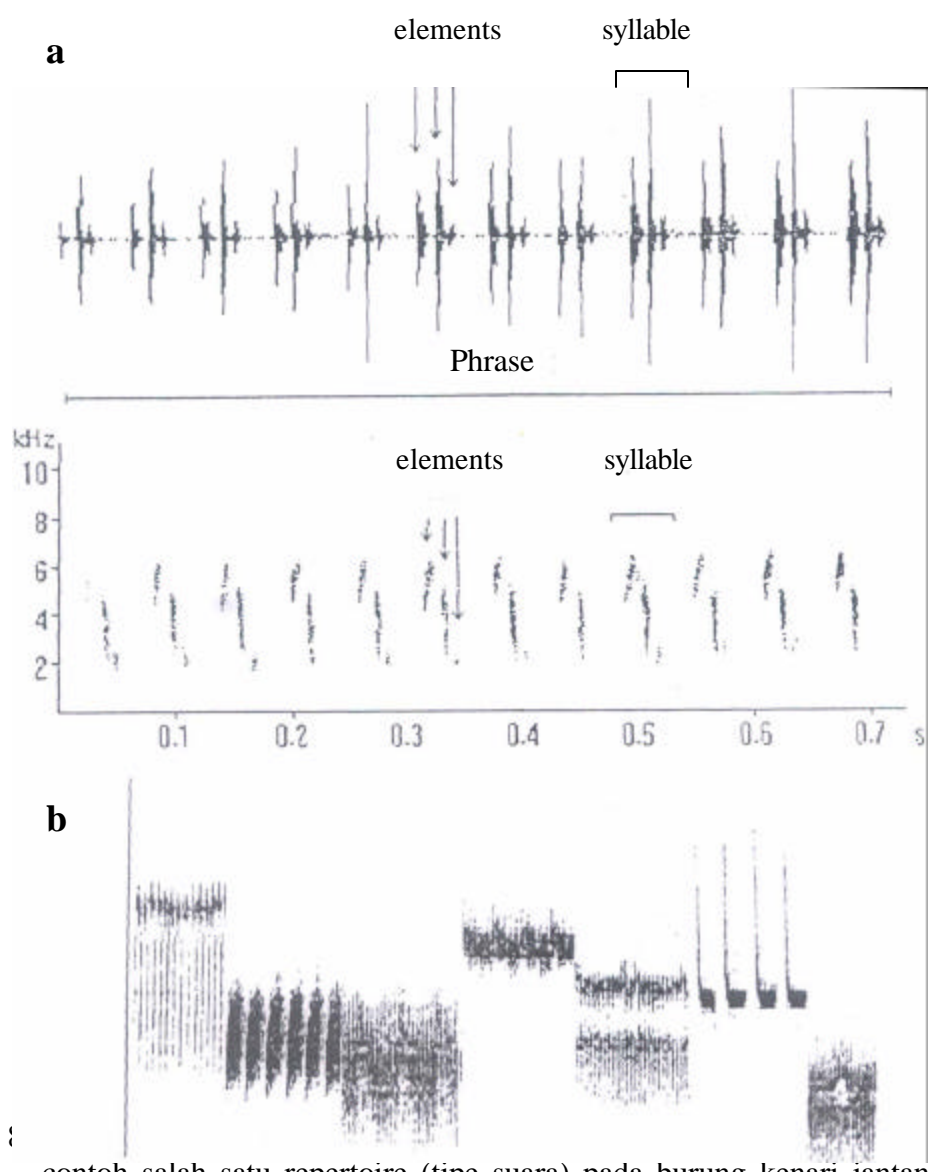 elements syllable
a
Phrase
kHz
elements syllable
10
8
6
4
2
0.1 0.2 0.3 0.4 0.5 0.6 0.7 s
b
contoh salah satu repertoire (tipe suara) pada burung kenari jantan